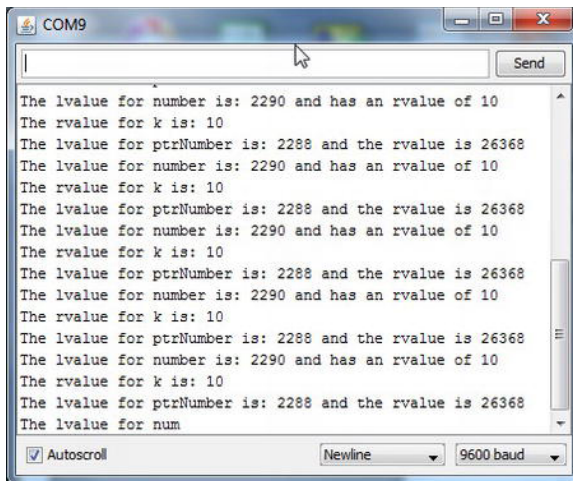 COM9
Send
The lvalue for number is: 2290 and has an rvalue of 10
The rvalue for k is: 10
The lvalue for ptrNumber is: 2288 and the rvalue is 26368
The lvalue for number is: 2290 and has an rvalue of 10
The rvalue for k is: 10
The lvalue for ptrNumber is: 2288 and the rvalue is 26368
The lvalue for number is: 2290 and has an rvalue of 10
The rvalue for k is: 10
The lvalue for ptrNumber is: 2288 and the rvalue is 26368
The lvalue for number is: 2290 and has an rvalue of 10
The rvalue for k is: 10
The lvalue for ptrNumber is: 2288 and the rvalue is 26368
The lvalue for number is: 2290 and has an rvalue of 10
The rvalue for k is: 10
The lvalue for ptrNumber is: 2288 and the rvalue is 26368
The lvalue for num
Autoscroll Newline 9600 baud